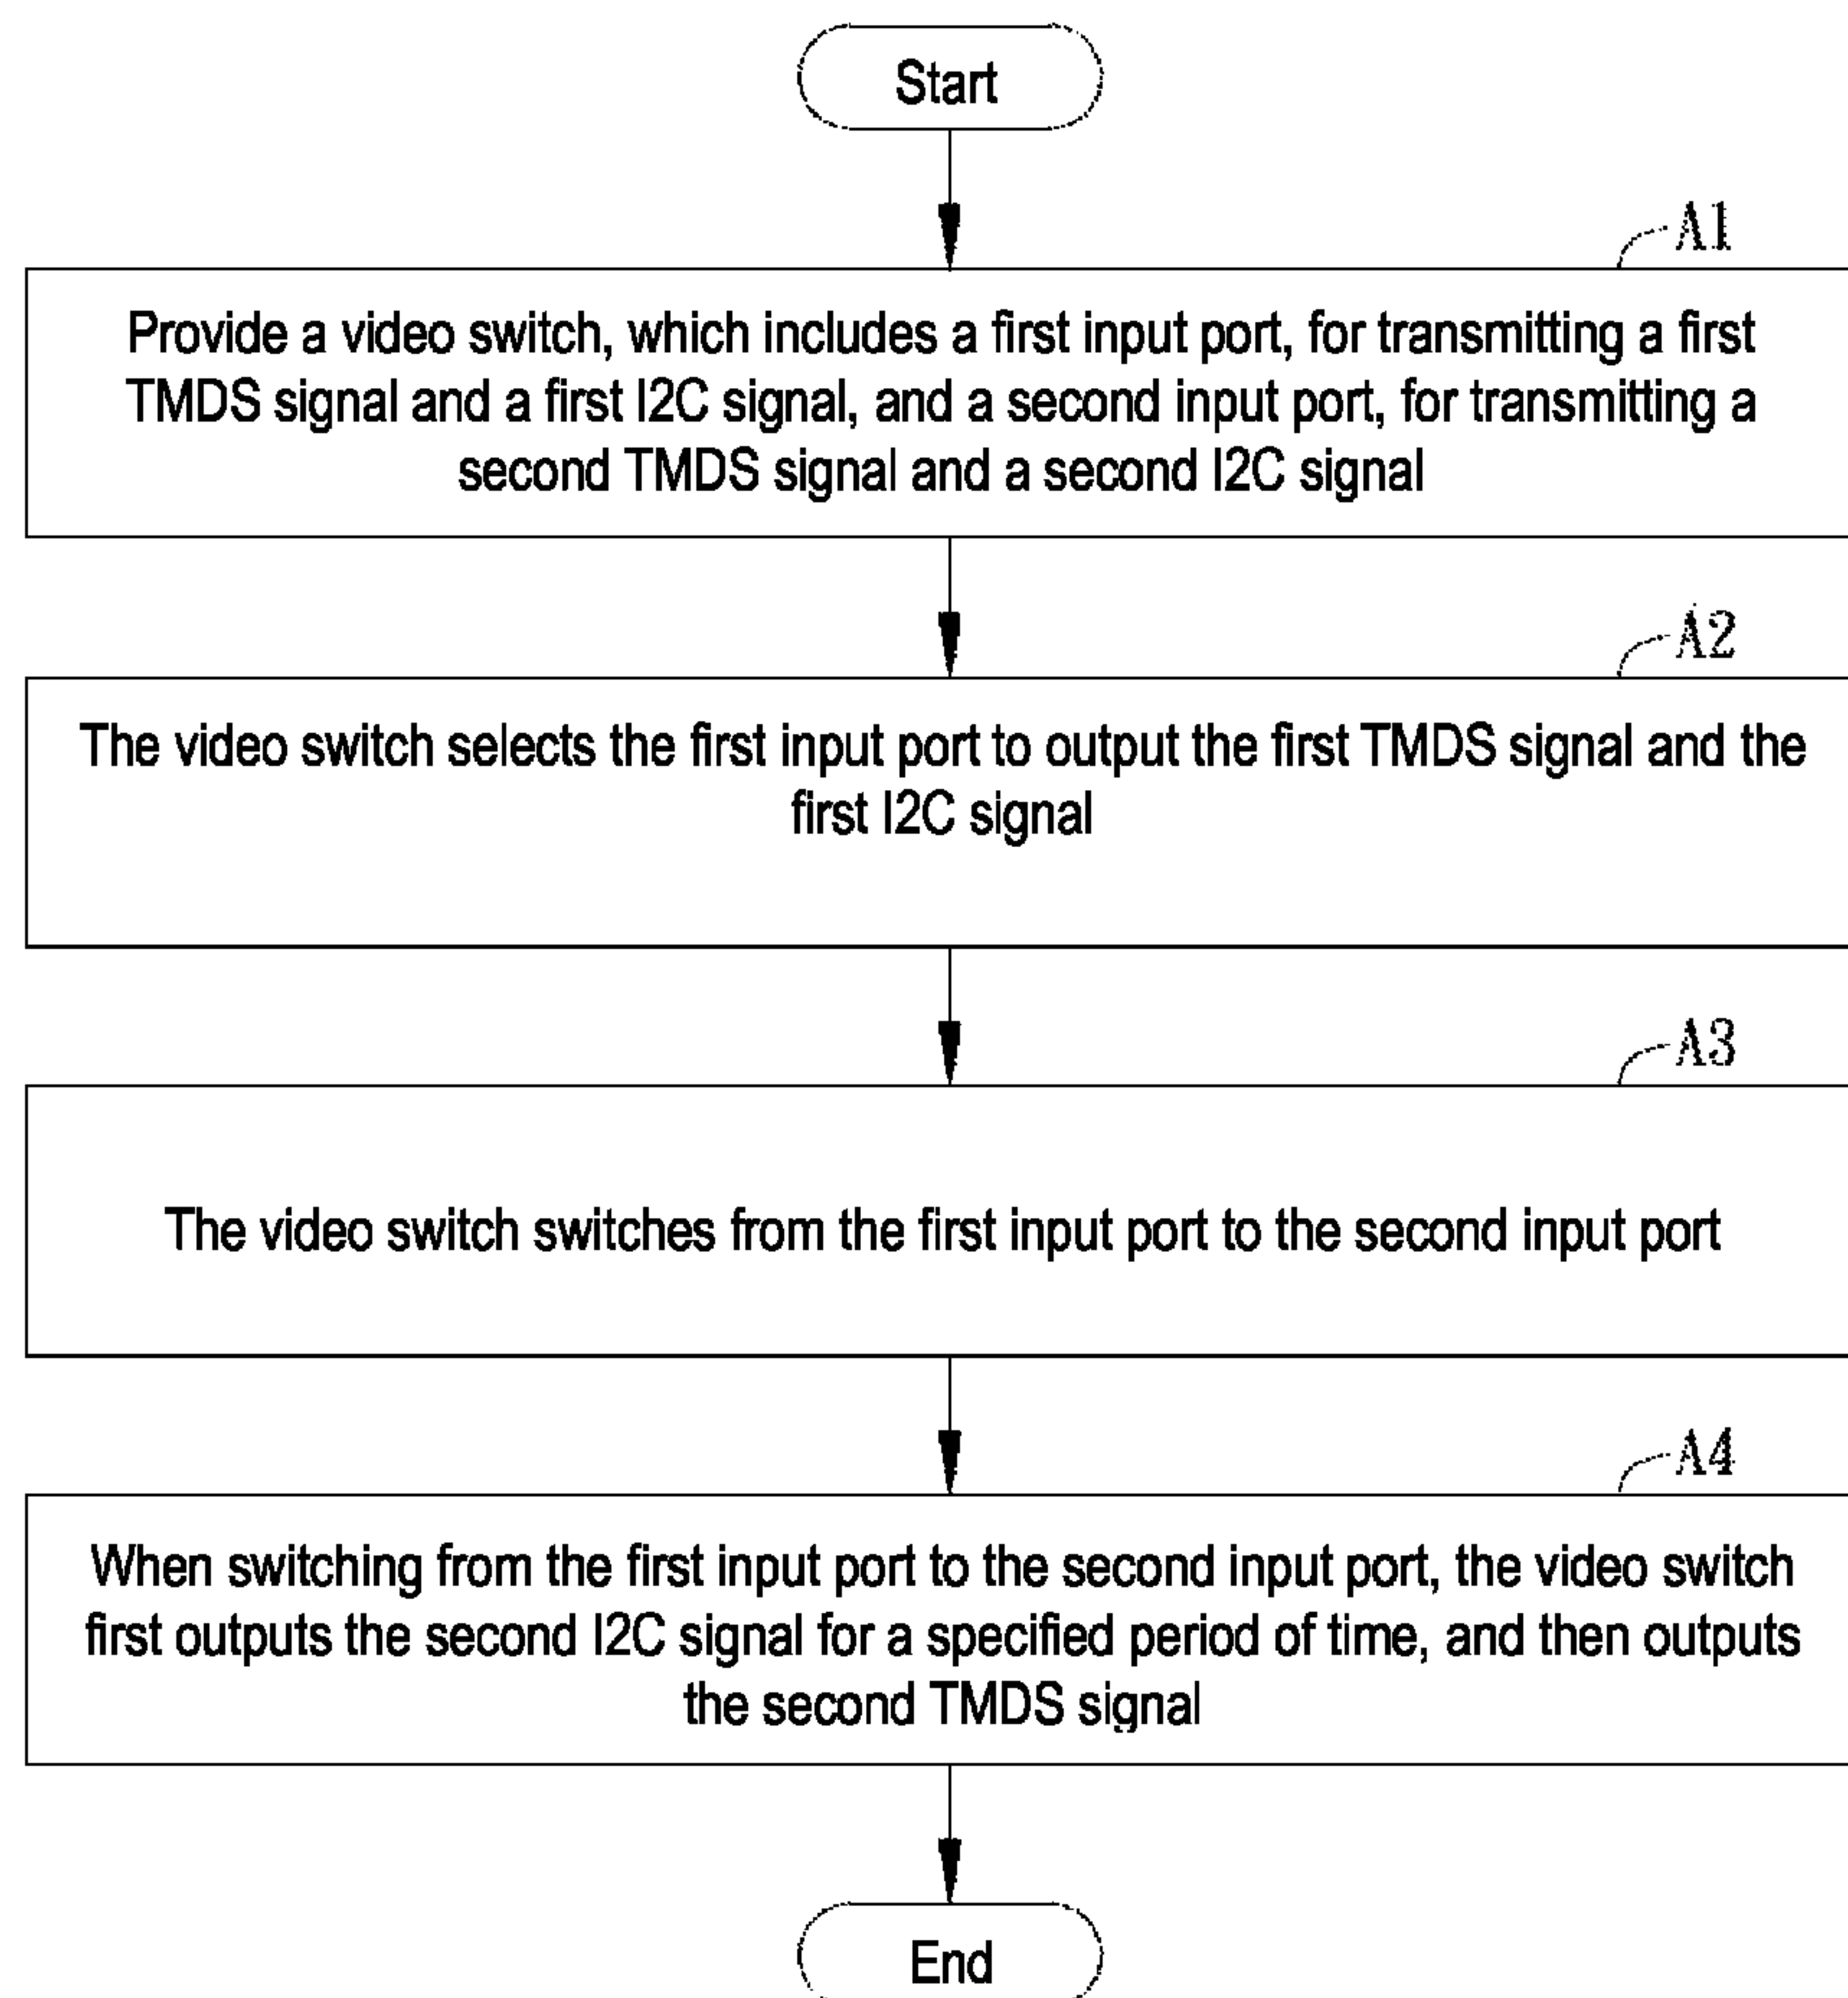 Start
A1
Provide a video switch, which includes a first input port, for transmitting a first
TMDS signal and a first I2C signal, and a second input port, for transmitting a
second TMDS signal and a second I2C signal
A2
The video switch selects the first input port to output the first TMDS signal and the
first I2C signal
A3
The video switch switches from the first input port to the second input port
A4
When switching from the first input port to the second input port, the video switch
first outputs the second I2C signal for a specified period of time, and then outputs
the second TMDS signal
End